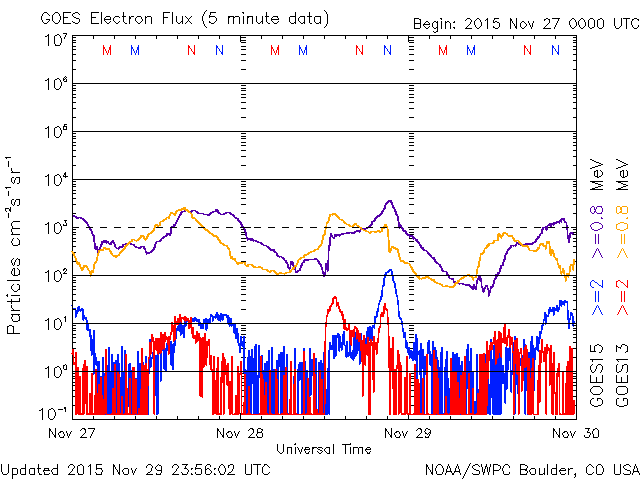 GOES Electron Flux (5 minute data)
Begin: 2015 Nov 27 0000 UTC
10⁷
M M M N M N M M N N M M N N
10⁶
10⁵
10⁴
10³
10²
10¹
10⁰
10⁻¹
Particles cm⁻²s⁻¹sr⁻¹
GOES15 >=2 >=0.8 MeV
GOES13 >=2 >=0.8 MeV
Nov 27 Nov 28 Nov 29 Nov 30
Universal Time
Updated 2015 Nov 29 23:56:02 UTC
NOAA/SWPC Boulder, CO USA